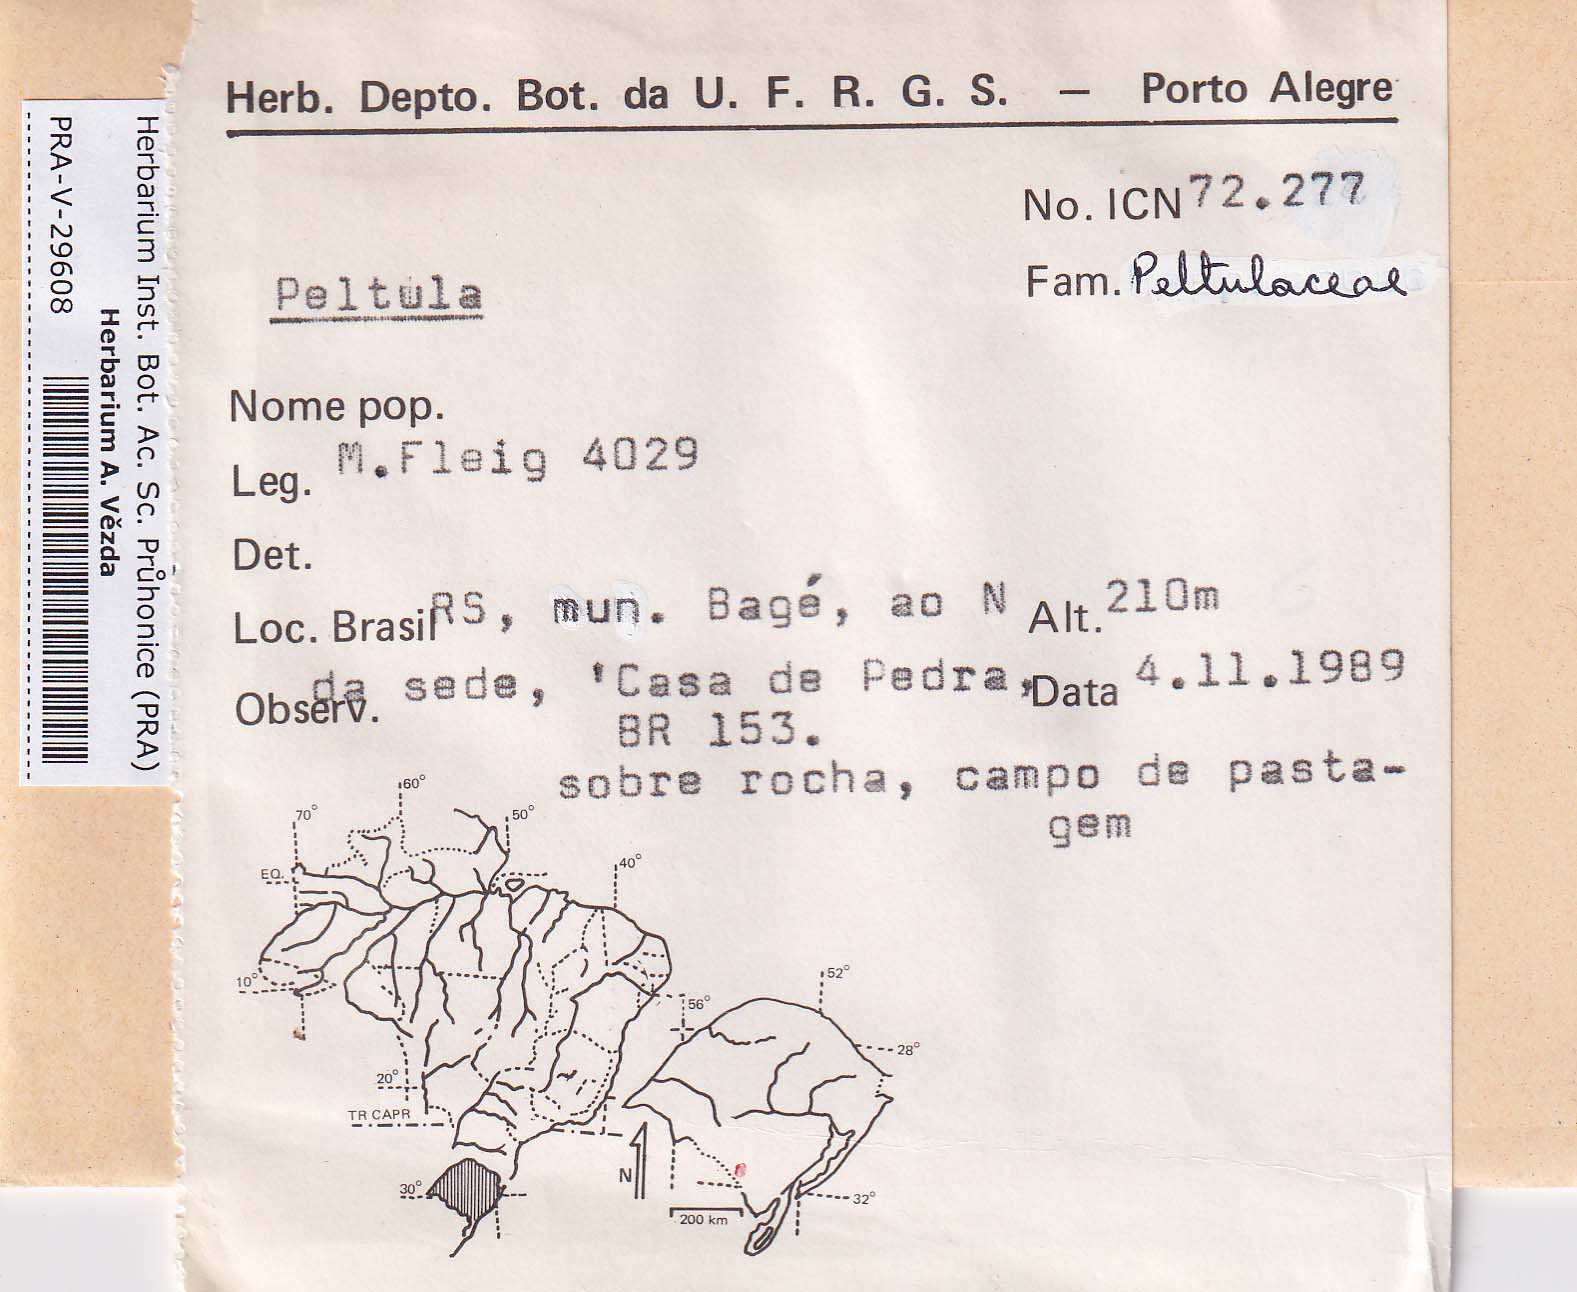 Herb. Depto. Bot. da U. F. R. G. S. — Porto Alegre
No. ICN 72.277
Fam. Peltulaceae
Peltula
Nome pop.
Leg. M.Fleig 4029
Det.
Loc. Brasil RS, mun. Bagé, ao N Alt. 210m
da sede, 'Casa de Pedra, Data 4.11.1989
Observ.
BR 153.
sobre rocha, campo de pasta-
gem
60°
70°
50°
40°
EQ.
10°
52°
56°
28°
20°
TR CAPR
N
30°
32°
200 km
Herbarium Inst. Bot. Ac. Sc. Průhonice (PRA)
Herbarium A. Vězda
PRA-V-29608